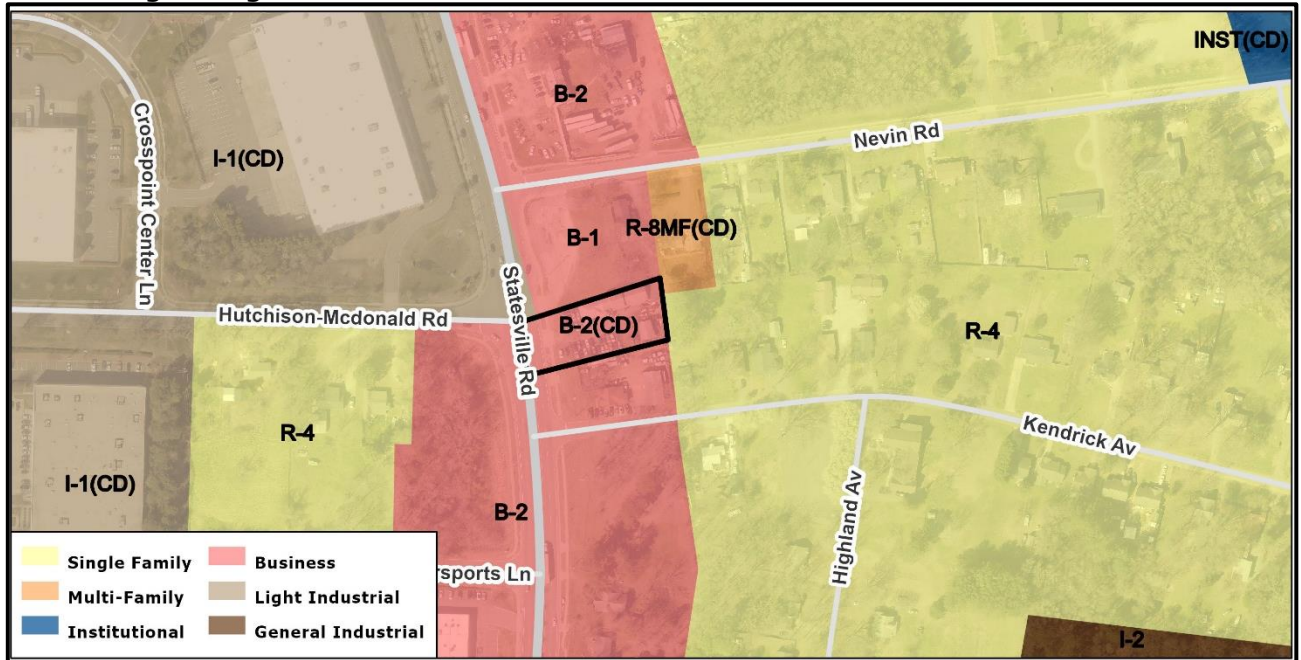 INST(CD)
B-2
Crosspoint Center Ln
I-1(CD)
Nevin Rd
R-8MF(CD)
B-1
Statesville Rd
Hutchison-Mcdonald Rd
B-2(CD)
R-4
R-4
Kendrick Av
I-1(CD)
B-2
Highland Av
rsports Ln
Single Family
Business
Multi-Family
Light Industrial
Institutional
General Industrial
I-2